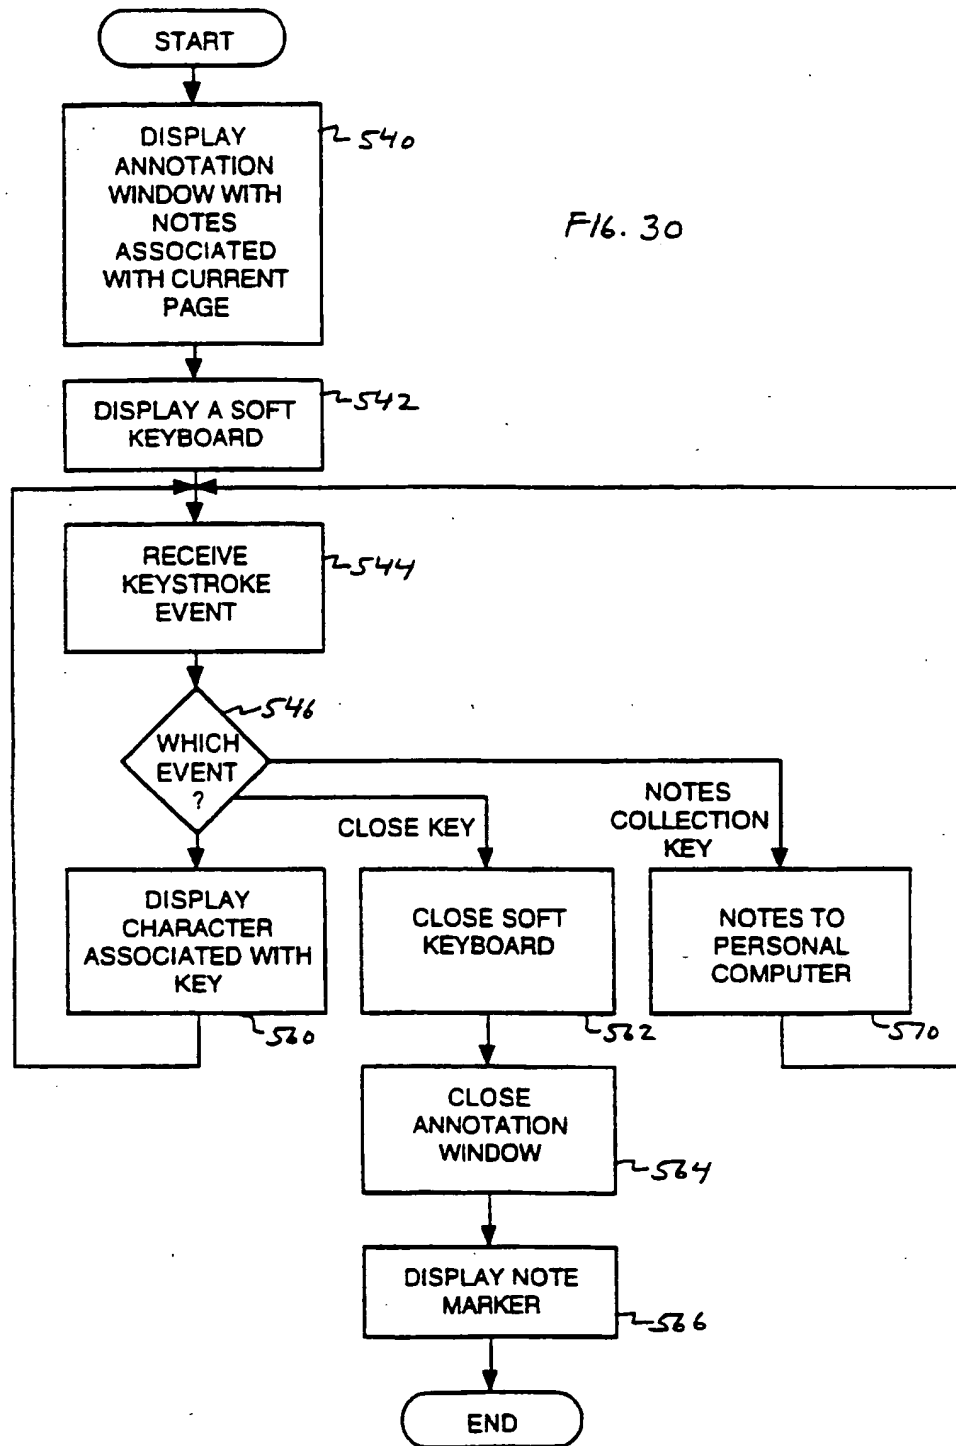 START
DISPLAY
ANNOTATION
WINDOW WITH
NOTES
ASSOCIATED
WITH CURRENT
PAGE
540
FIG. 30
DISPLAY A SOFT
KEYBOARD
542
RECEIVE
KEYSTROKE
EVENT
544
WHICH
EVENT
?
546
CLOSE KEY
NOTES
COLLECTION
KEY
DISPLAY
CHARACTER
ASSOCIATED WITH
KEY
560
CLOSE SOFT
KEYBOARD
562
NOTES TO
PERSONAL
COMPUTER
570
CLOSE
ANNOTATION
WINDOW
564
DISPLAY NOTE
MARKER
566
END